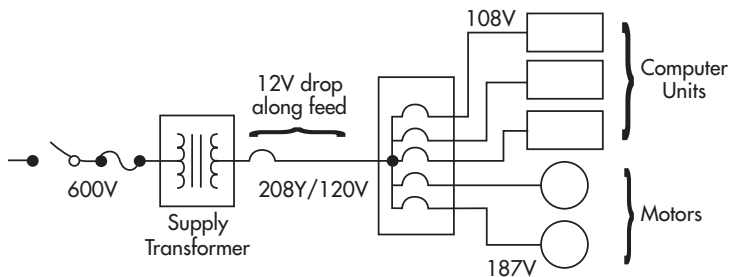 108V
12V drop
along feed
Computer
Units
600V
208Y/120V
Supply
Transformer
Motors
187V